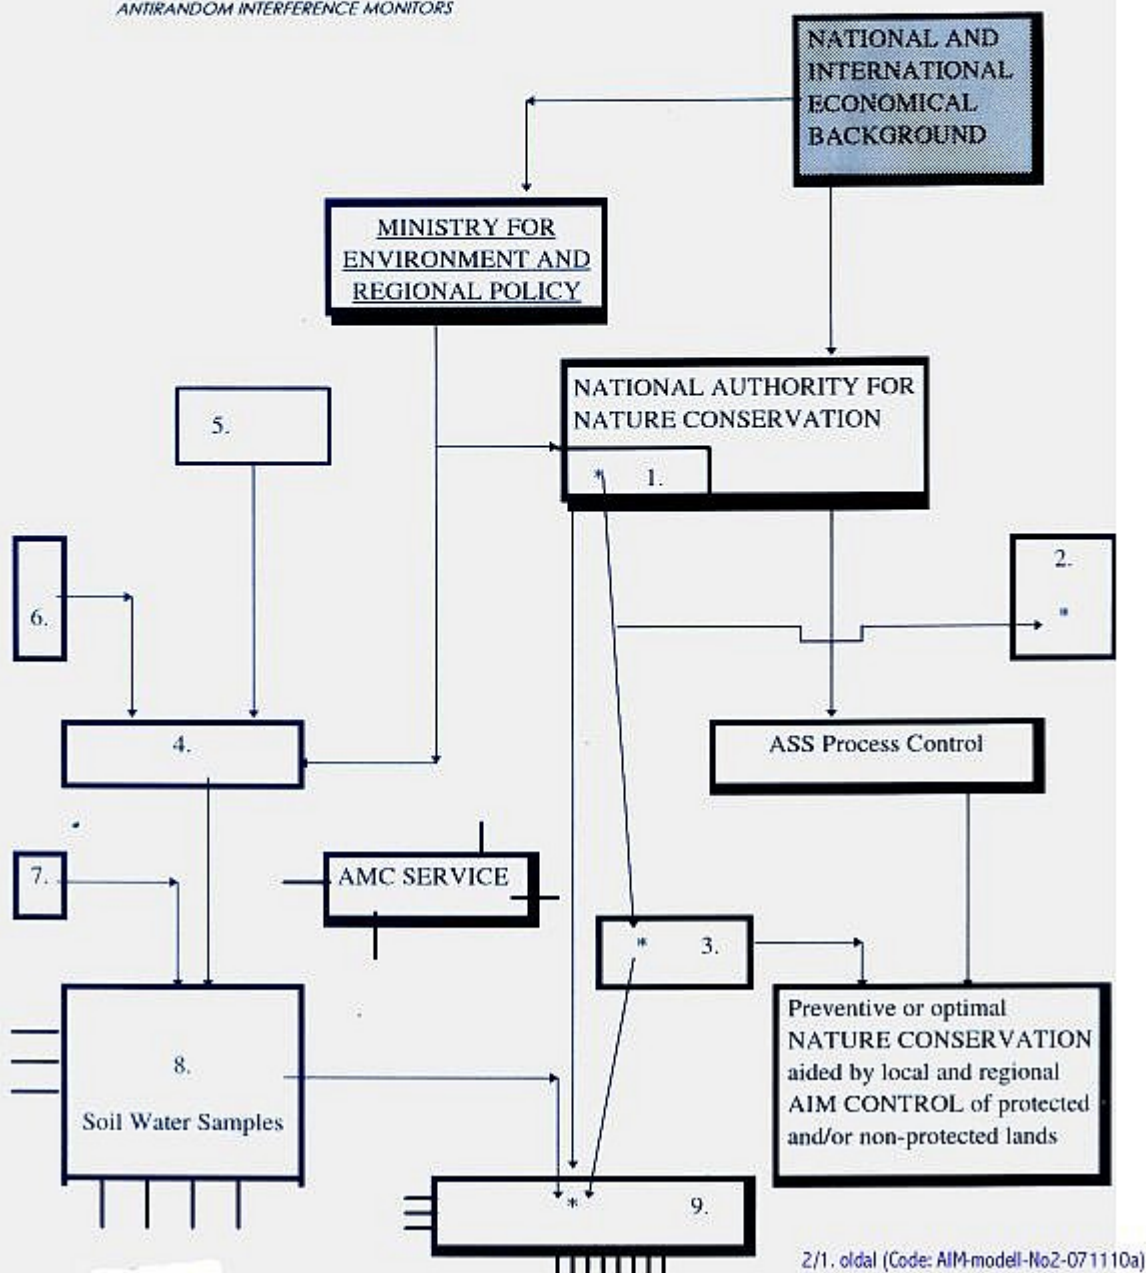 ANTIRANDOM INTERFERENCE MONITORS
NATIONAL AND
INTERNATIONAL
ECONOMICAL
BACKGROUND
MINISTRY FOR
ENVIRONMENT AND
REGIONAL POLICY
NATIONAL AUTHORITY FOR
NATURE CONSERVATION
* 1.
5.
2.
*
6.
4.
ASS Process Control
7.
AMC SERVICE
* 3.
Preventive or optimal
NATURE CONSERVATION
aided by local and regional
AIM CONTROL of protected
and/or non-protected lands
8.
Soil Water Samples
* 9.
2/1. oldal (Code: AIM-modell-No2-071110a)